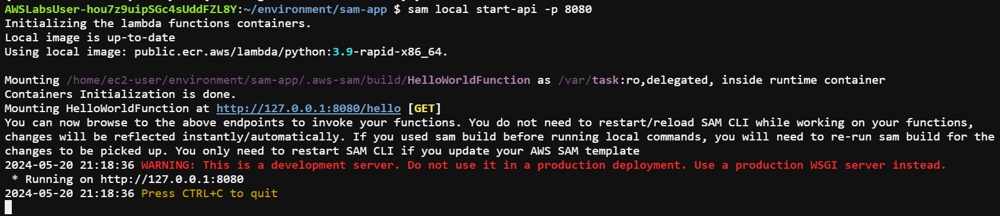 AWSLabsUser-hou7z9uipSGc4sUddFZL8Y:~/environment/sam-app $ sam local start-api -p 8080
Initializing the lambda functions containers.
Local image is up-to-date
Using local image: public.ecr.aws/lambda/python:3.9-rapid-x86_64.
Mounting /home/ec2-user/environment/sam-app/.aws-sam/build/HelloWorldFunction as /var/task:ro,delegated, inside runtime container
Containers Initialization is done.
Mounting HelloWorldFunction at http://127.0.0.1:8080/hello [GET]
You can now browse to the above endpoints to invoke your functions. You do not need to restart/reload SAM CLI while working on your functions,
changes will be reflected instantly/automatically. If you used sam build before running local commands, you will need to re-run sam build for the
changes to be picked up. You only need to restart SAM CLI if you update your AWS SAM template
2024-05-20 21:18:36 WARNING: This is a development server. Do not use it in a production deployment. Use a production WSGI server instead.
 * Running on http://127.0.0.1:8080
2024-05-20 21:18:36 Press CTRL+C to quit